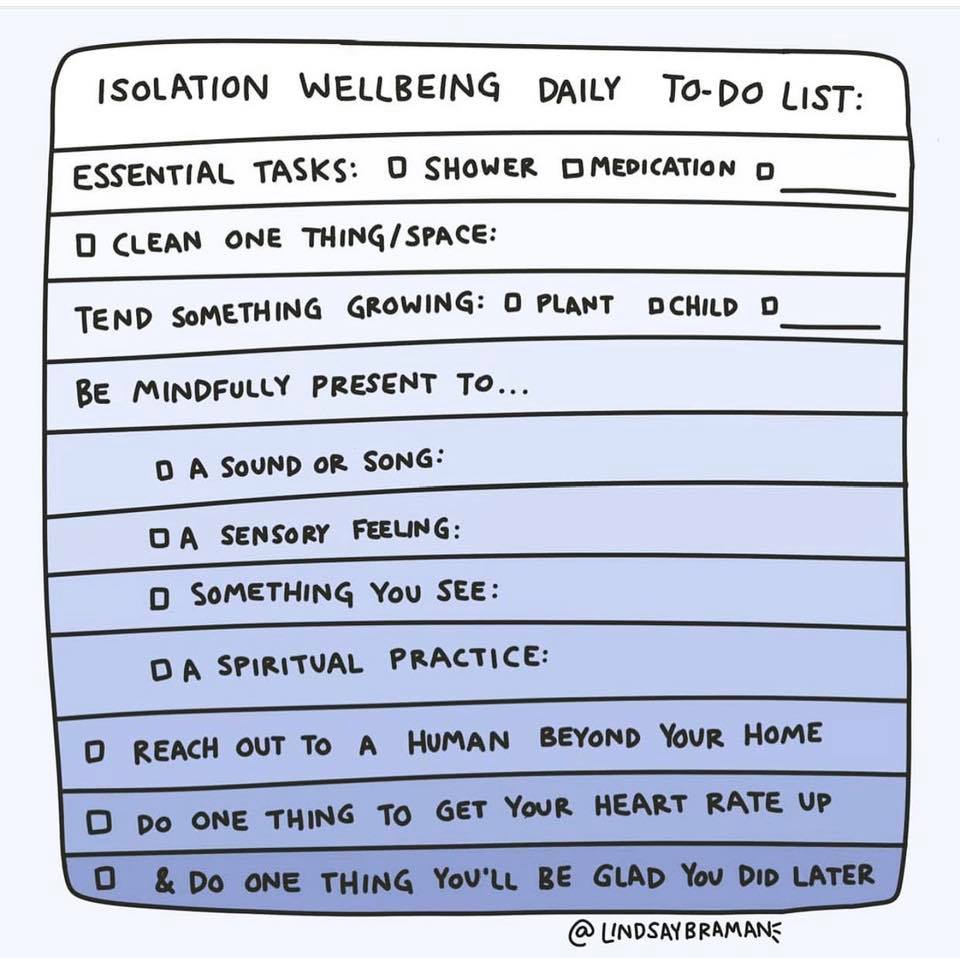 ISOLATION WELLBEING DAILY TO-DO LIST:
ESSENTIAL TASKS: SHOWER MEDICATION
CLEAN ONE THING/SPACE:
TEND SOMETHING GROWING: PLANT CHILD
BE MINDFULLY PRESENT TO...
A SOUND OR SONG:
A SENSORY FEELING:
SOMETHING YOU SEE:
A SPIRITUAL PRACTICE:
REACH OUT TO A HUMAN BEYOND YOUR HOME
DO ONE THING TO GET YOUR HEART RATE UP
& DO ONE THING YOU'LL BE GLAD YOU DID LATER
@LINDSAYBRAMAN